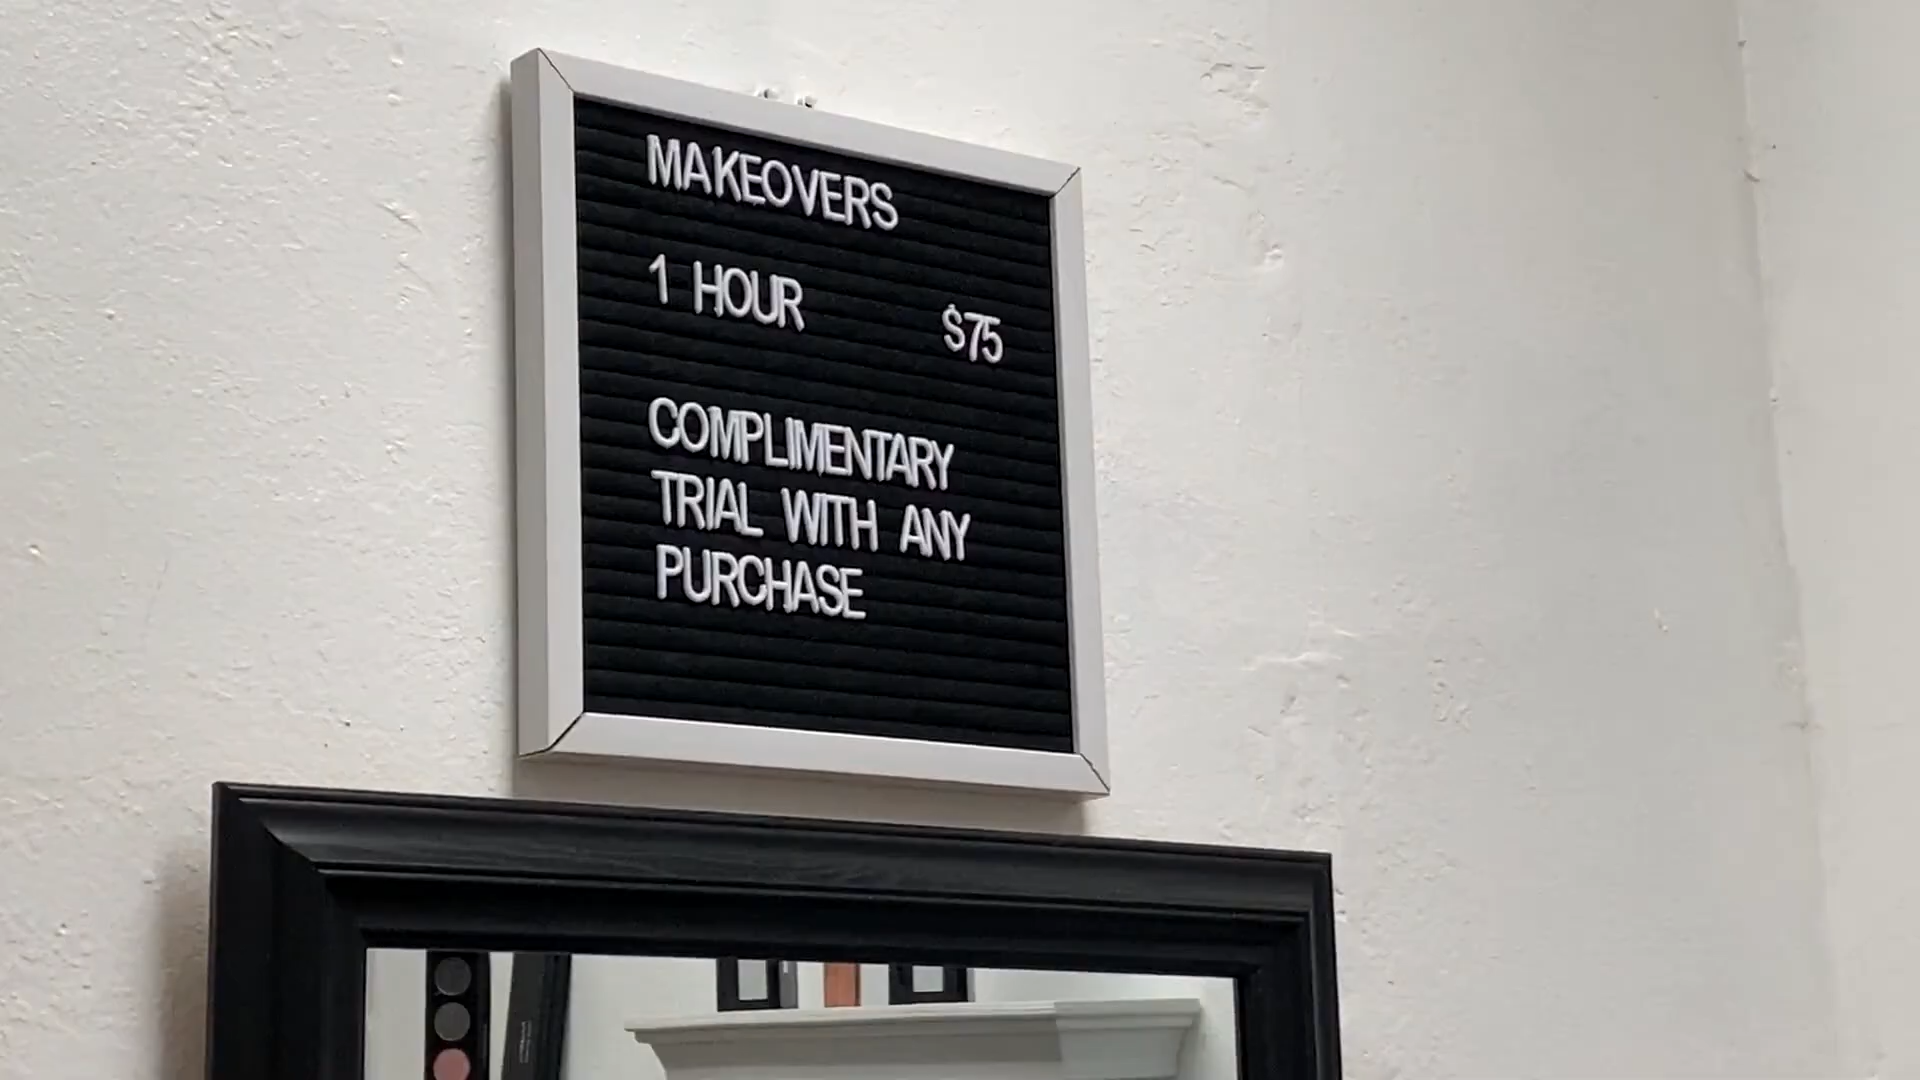 MAKEOVERS
1 HOUR $75
COMPLIMENTARY
TRIAL WITH ANY
PURCHASE